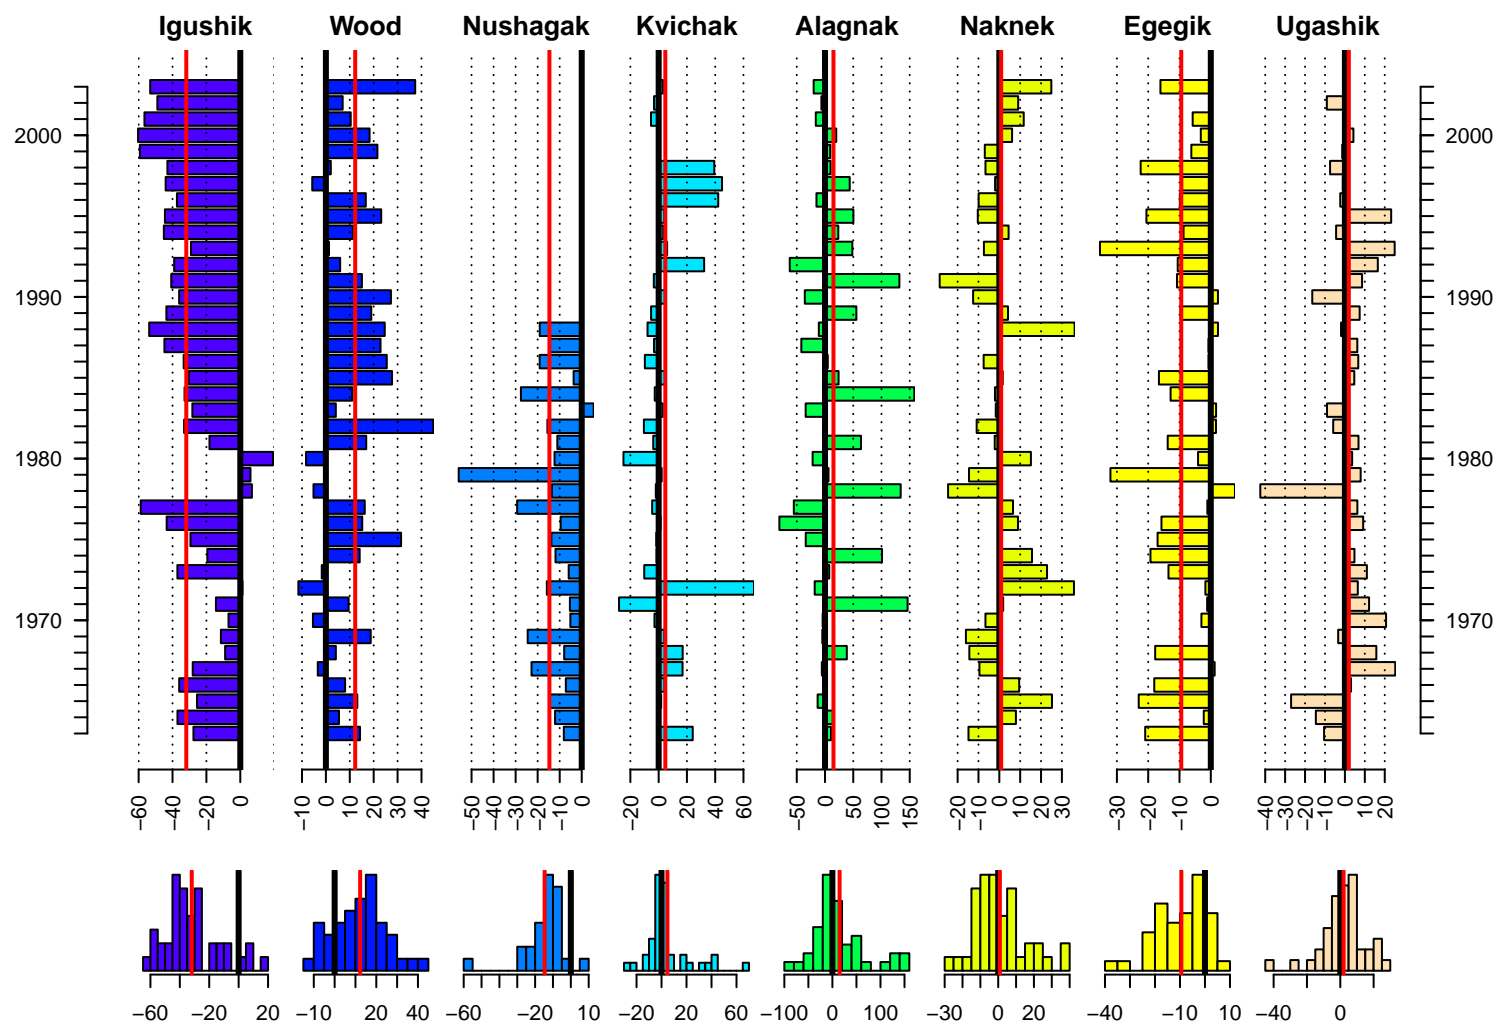 Igushik Wood Nushagak Kvichak Alagnak Naknek Egegik Ugashik
2000 2000
1990 1990
1980 1980
1970 1970
−60 −40 −20 0 −10 0 10 20 30 40 −50 −40 −30 −20 −10 0 −20 0 20 40 60 −50 0 50 100 150 −20 −10 0 10 20 30 −30 −20 −10 0 −40 −30 −20 −10 0 10 20
−60 −20 20 −10 20 40 −60 −20 10 −20 20 60 −100 0 100 −30 0 20 −40 −10 10 −40 0 20